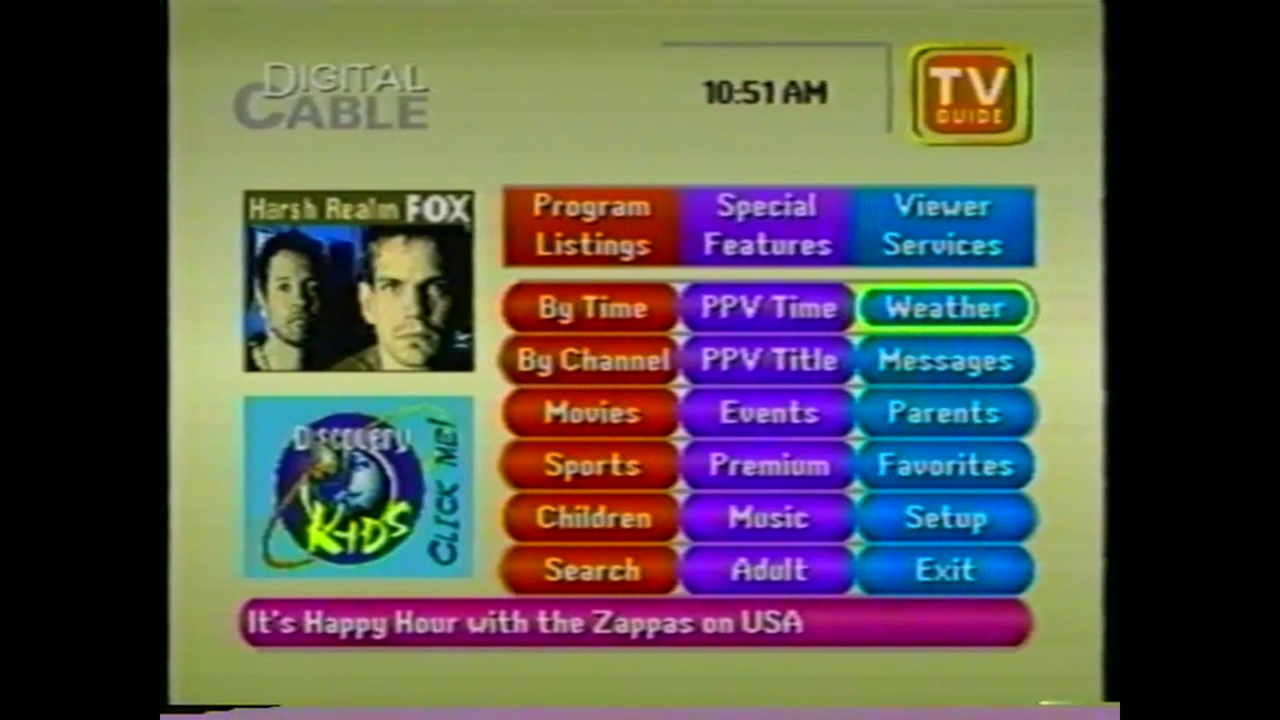 DIGITAL
CABLE
10:51 AM
TV
GUIDE
Harsh Realm FOX
Discovery
KIDS
CLICK ME!
Program Listings
Special Features
Viewer Services
By Time
PPV Time
Weather
By Channel
PPV Title
Messages
Movies
Events
Parents
Sports
Premium
Favorites
Children
Music
Setup
Search
Adult
Exit
It's Happy Hour with the Zappas on USA